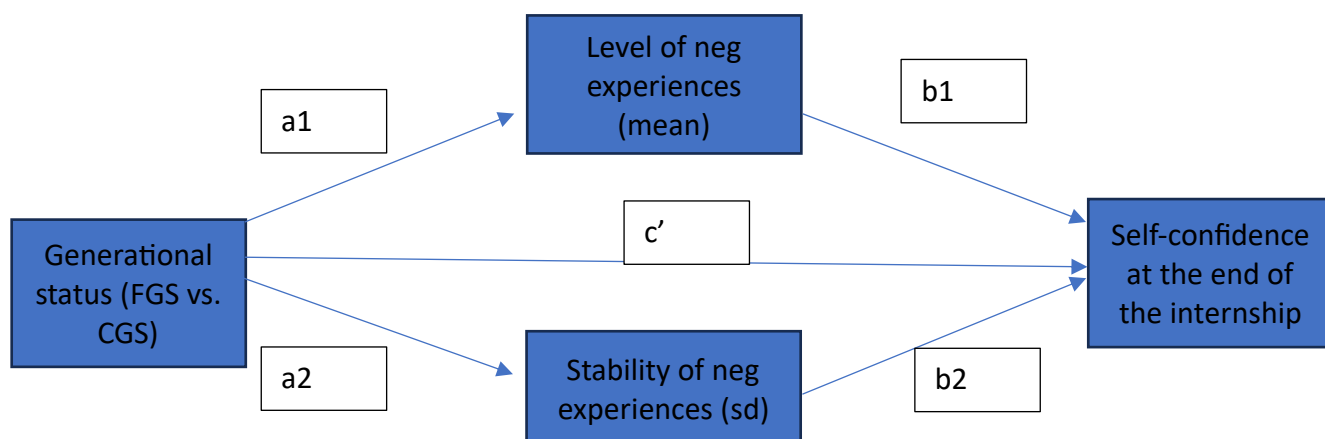 Level of neg
experiences
(mean)
b1
a1
Generational
status (FGS vs.
CGS)
c’
Self-confidence
at the end of
the internship
a2
Stability of neg
experiences (sd)
b2